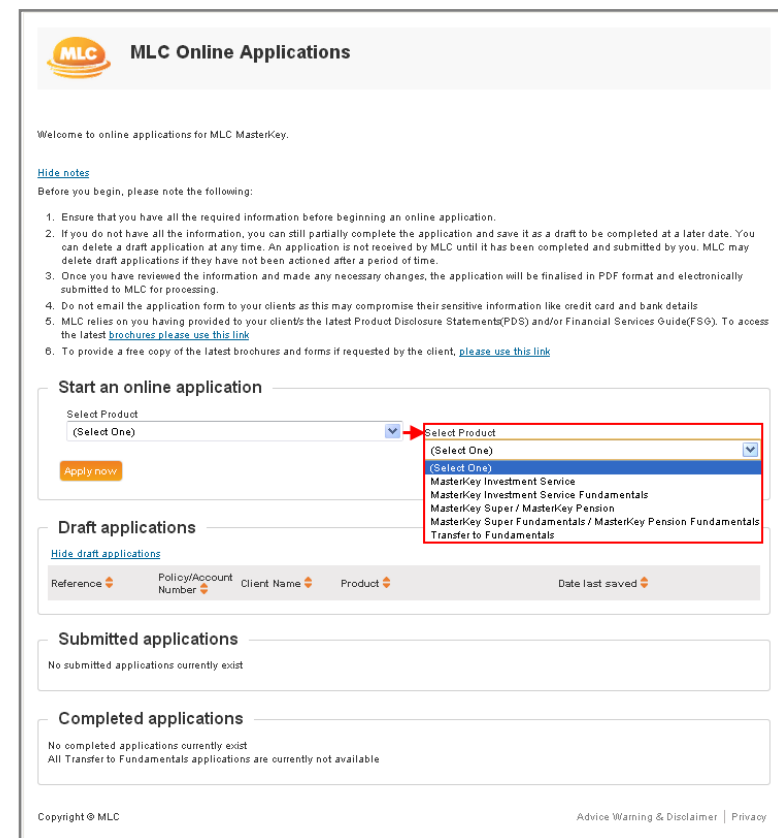 MLC
MLC Online Applications
Welcome to online applications for MLC MasterKey.
Hide notes
Before you begin, please note the following:
1. Ensure that you have all the required information before beginning an online application.
2. If you do not have all the information, you can still partially complete the application and save it as a draft to be completed at a later date. You
can delete a draft application at any time. An application is not received by MLC until it has been completed and submitted by you. MLC may
delete draft applications if they have not been actioned after a period of time.
3. Once you have reviewed the information and made any necessary changes, the application will be finalised in PDF format and electronically
submitted to MLC for processing.
4. Do not email the application form to your clients as this may compromise their sensitive information like credit card and bank details
5. MLC relies on you having provided to your client/s the latest Product Disclosure Statements(PDS) and/or Financial Services Guide(FSG). To access
the latest brochures please use this link
6. To provide a free copy of the latest brochures and forms if requested by the client, please use this link
Start an online application
Select Product
(Select One)
Apply now
Select Product
(Select One)
(Select One)
MasterKey Investment Service
MasterKey Investment Service Fundamentals
MasterKey Super / MasterKey Pension
MasterKey Super Fundamentals / MasterKey Pension Fundamentals
Transfer to Fundamentals
Draft applications
Hide draft applications
Reference Policy/Account Number Client Name Product Date last saved
Submitted applications
No submitted applications currently exist
Completed applications
No completed applications currently exist
All Transfer to Fundamentals applications are currently not available
Copyright © MLC Advice Warning & Disclaimer | Privacy